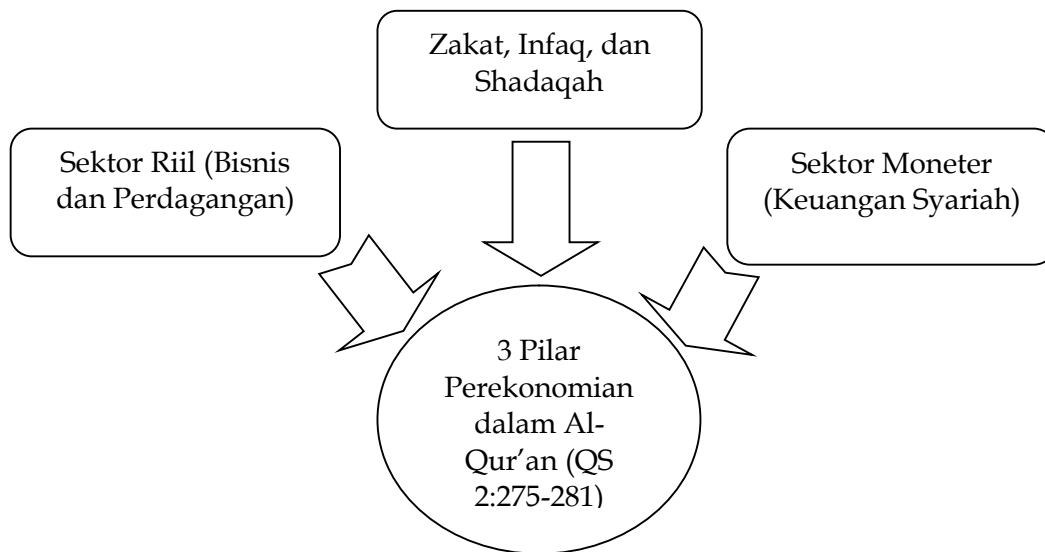 Zakat, Infaq, dan
Shadaqah
Sektor Riil (Bisnis
dan Perdagangan)
Sektor Moneter
(Keuangan Syariah)
3 Pilar
Perekonomian
dalam Al-
Qur’an (QS
2:275-281)